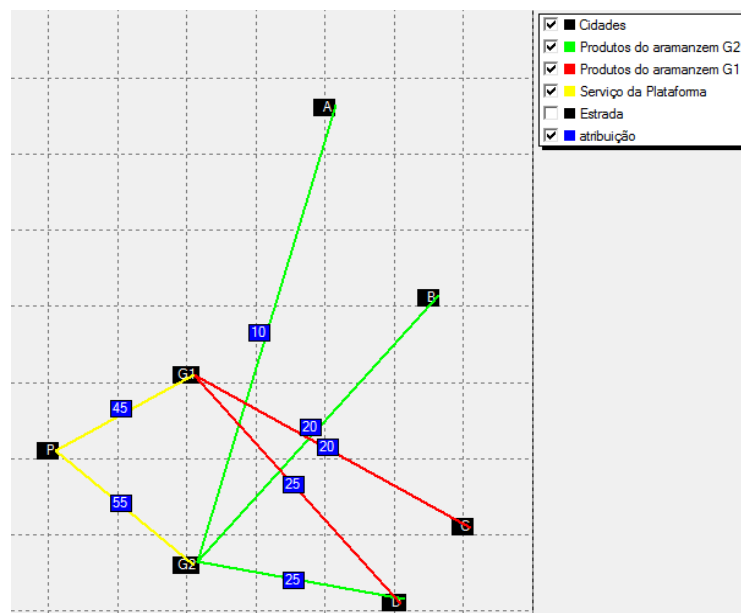 Cidades
Produtos do aramanzem G2
Produtos do aramanzem G1
Serviço da Plataforma
Estrada
atribuição
A
B
10
G1
45
20
20
P
25
55
C
G2
25
D